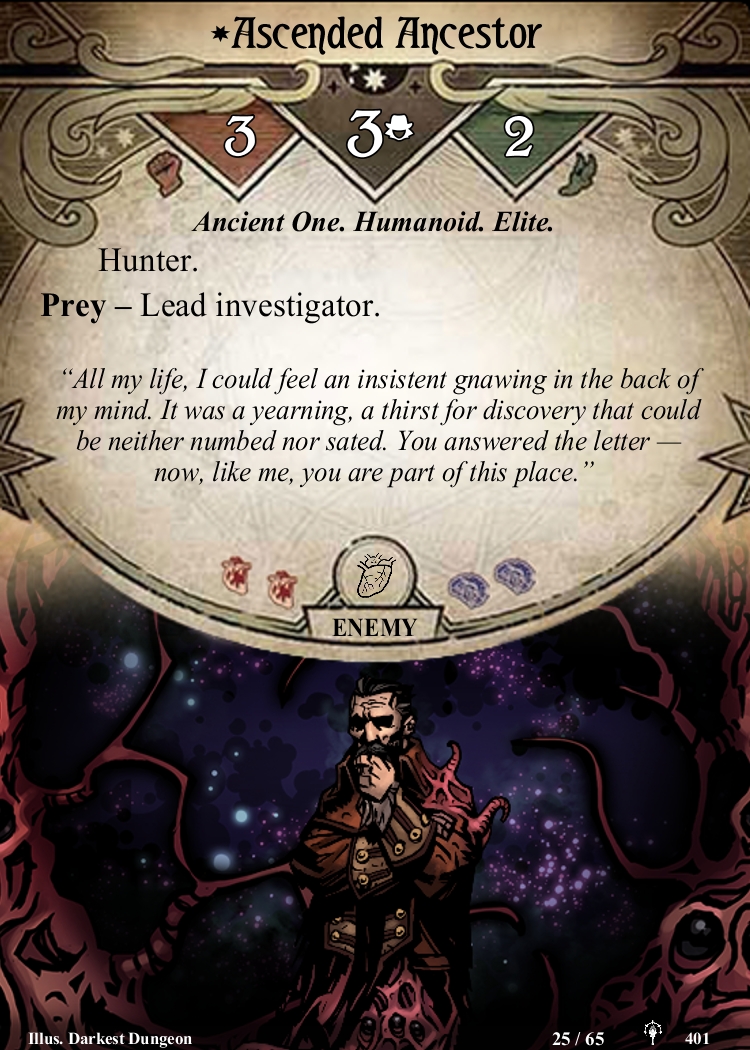 Ascended Ancestor
3 3 2
Ancient One. Humanoid. Elite.
Hunter.
Prey – Lead investigator.
“All my life, I could feel an insistent gnawing in the back of
my mind. It was a yearning, a thirst for discovery that could
be neither numbed nor sated. You answered the letter —
now, like me, you are part of this place.”
ENEMY
Illus. Darkest Dungeon 25 / 65 401